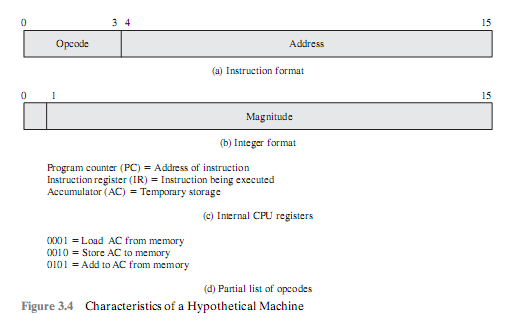 0 3 4 15
Opcode Address
(a) Instruction format
0 1 15
Magnitude
(b) Integer format
Program counter (PC) = Address of instruction
Instruction register (IR) = Instruction being executed
Accumulator (AC) = Temporary storage
(c) Internal CPU registers
0001 = Load AC from memory
0010 = Store AC to memory
0101 = Add to AC from memory
(d) Partial list of opcodes
Figure 3.4 Characteristics of a Hypothetical Machine